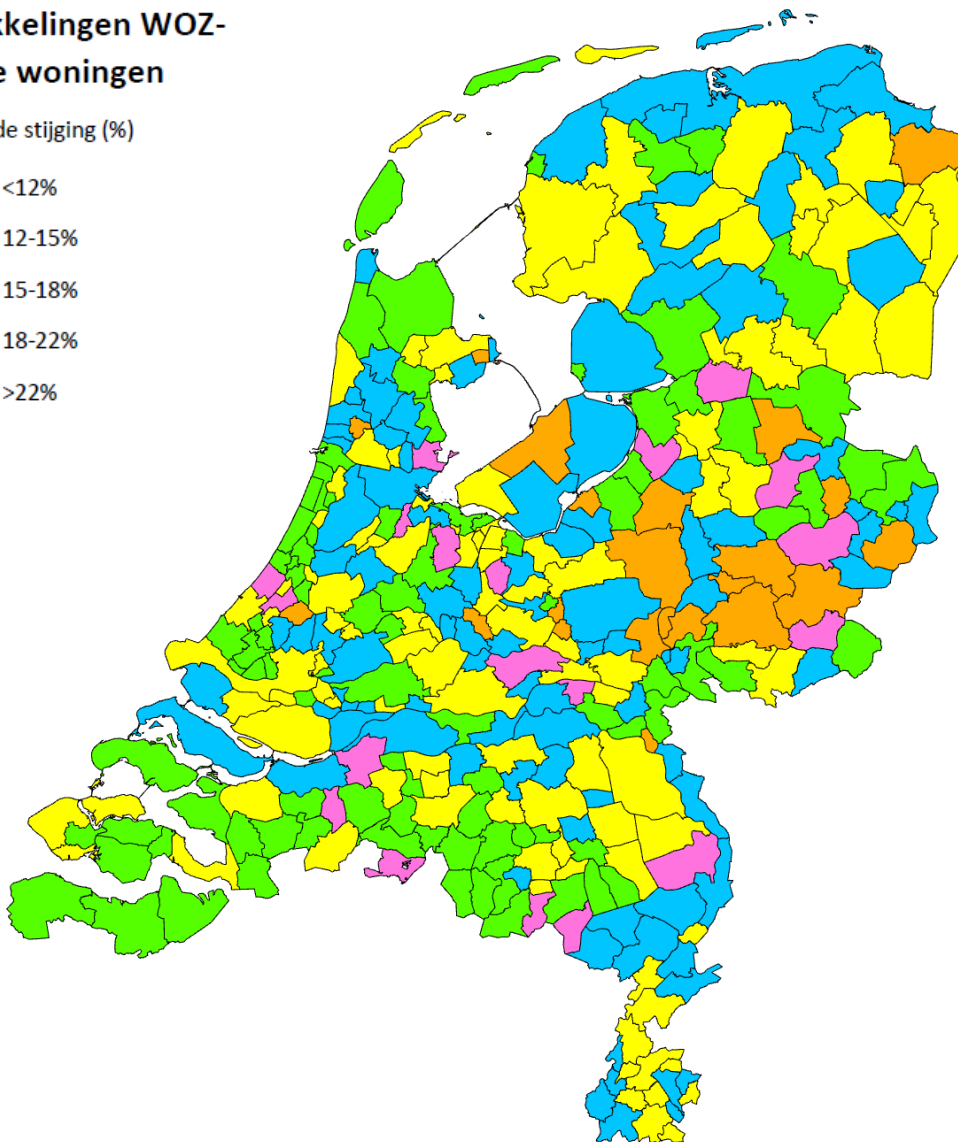 kkelingen WOZ-
e woningen
de stijging (%)
<12%
12-15%
15-18%
18-22%
>22%